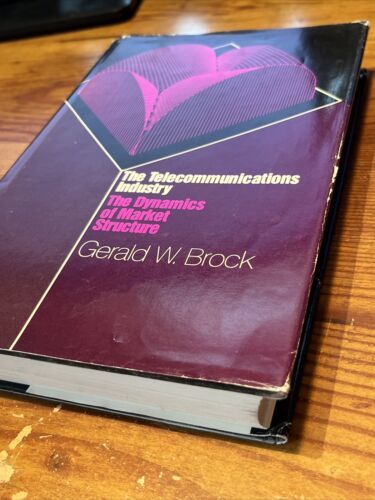 The Telecommunications
Industry
The Dynamics
of Market
Structure
Gerald W. Brock